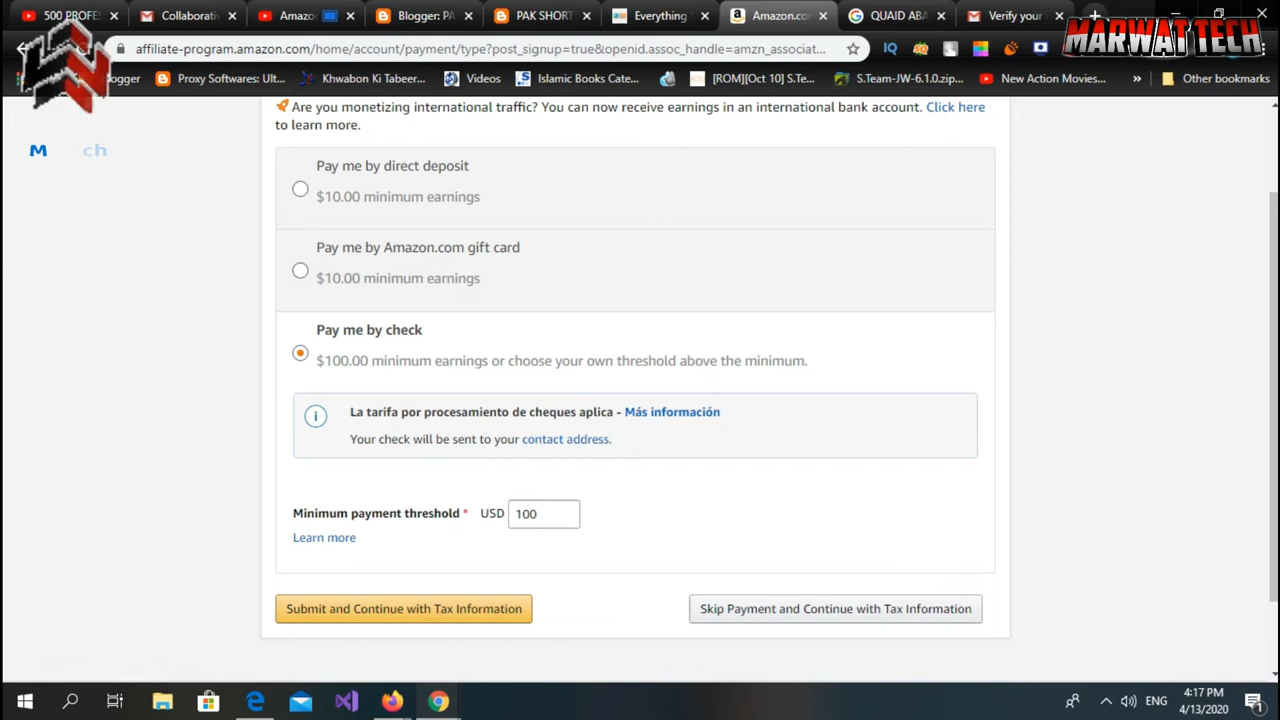 500 PROFES
Collaborati
Amazo
Blogger: PA
PAK SHORT
Everything
Amazon.co
QUAID ABA
Verify your
MARWAT TECH
affiliate-program.amazon.com/home/account/payment/type?post_signup=true&openid.assoc_handle=amzn_associat...
IQ
ogger
Proxy Softwares: Ult...
Khwabon Ki Tabeer...
Videos
Islamic Books Cate...
[ROM][Oct 10] S.Te...
S.Team-JW-6.1.0.zip...
New Action Movies...
»
Other bookmarks
Are you monetizing international traffic? You can now receive earnings in an international bank account. Click here
to learn more.
M ch
Pay me by direct deposit
$10.00 minimum earnings
Pay me by Amazon.com gift card
$10.00 minimum earnings
Pay me by check
$100.00 minimum earnings or choose your own threshold above the minimum.
La tarifa por procesamiento de cheques aplica - Más información
Your check will be sent to your contact address.
Minimum payment threshold * USD 100
Learn more
Submit and Continue with Tax Information
Skip Payment and Continue with Tax Information
ENG
4:17 PM
4/13/2020
1